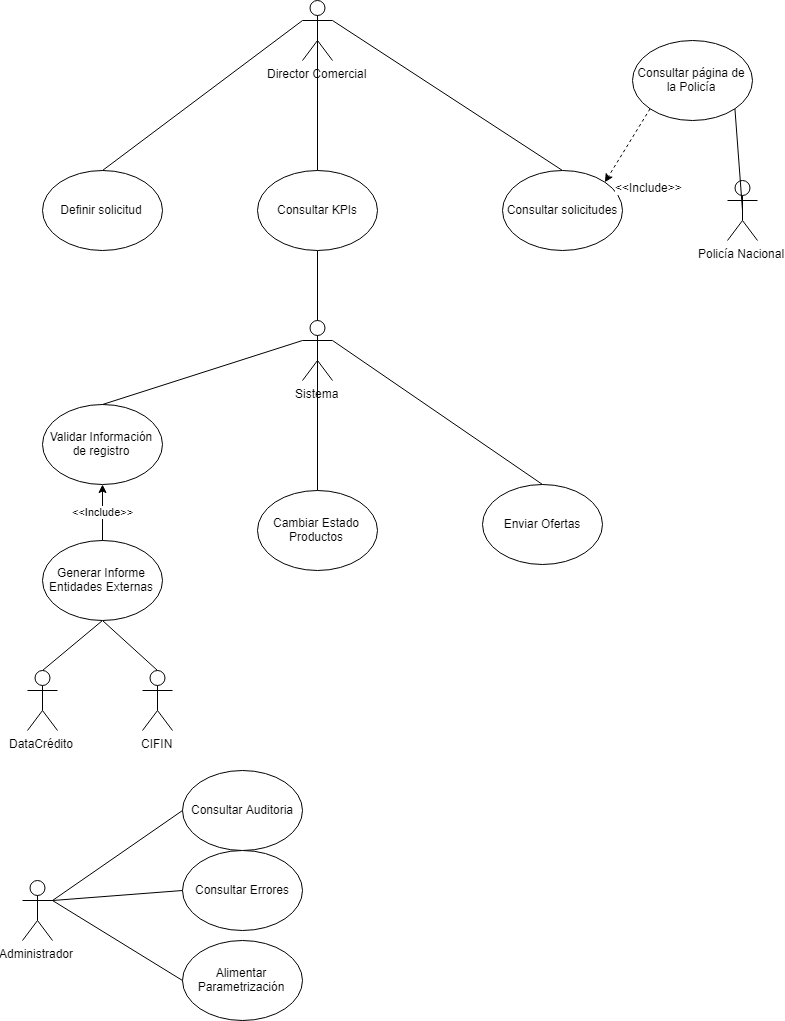 Director Comercial
Consultar página de
la Policía
Definir solicitud
Consultar KPIs
Consultar solicitudes
<<Include>>
Policía Nacional
Sistema
Validar Información
de registro
<<Include>>
Cambiar Estado
Productos
Enviar Ofertas
Generar Informe
Entidades Externas
DataCrédito
CIFIN
Consultar Auditoria
Consultar Errores
Administrador
Alimentar
Parametrización